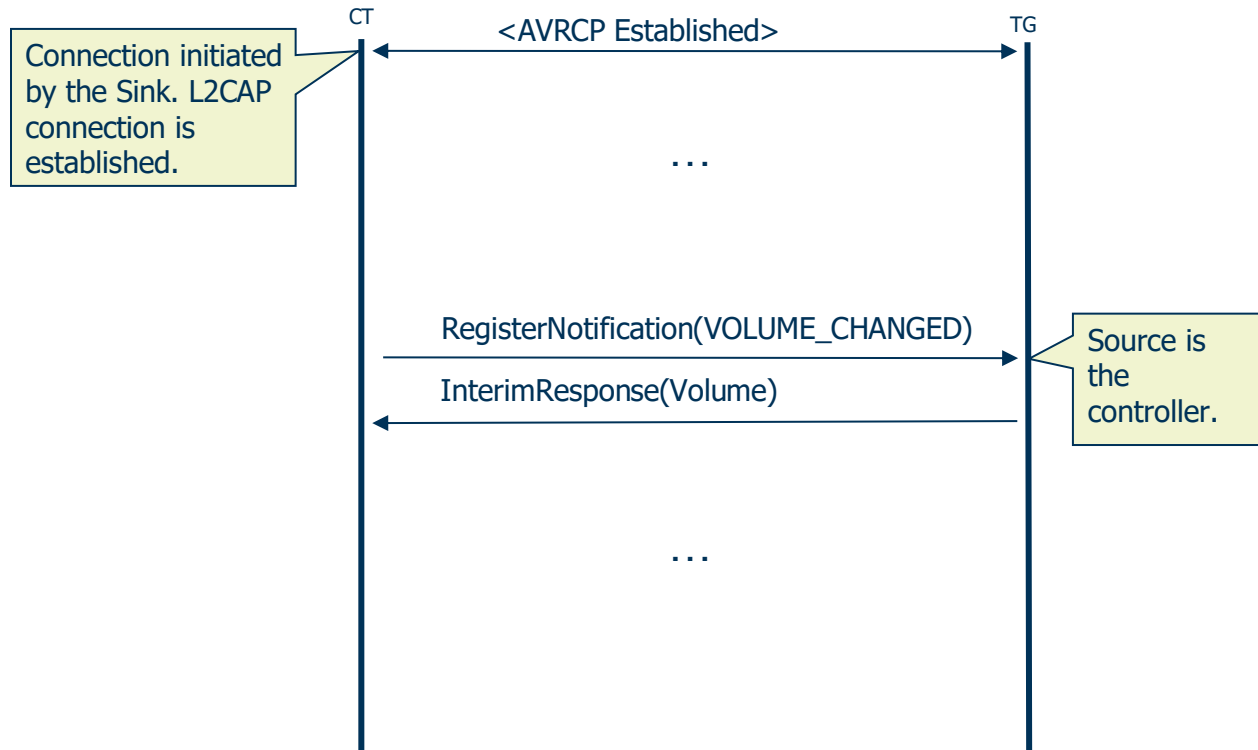 CT
<AVRCP Established>
TG
Connection initiated
by the Sink. L2CAP
connection is
established.
...
RegisterNotification(VOLUME_CHANGED)
InterimResponse(Volume)
Source is
the
controller.
...